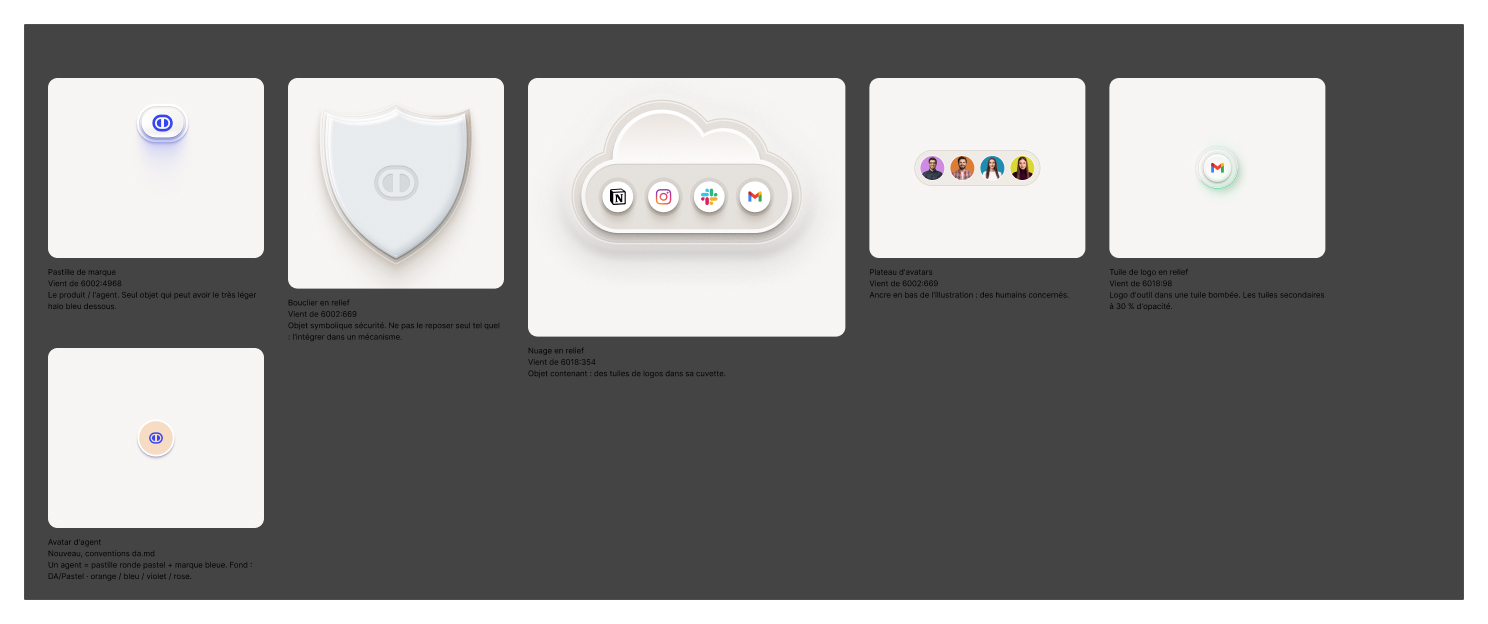 Pastille de marque
Vient de 6002:4968
Le produit / l'agent. Seul objet qui peut avoir le très léger
halo bleu dessous.
Bouclier en relief
Vient de 6002:669
Objet symbolique sécurité. Ne pas le reposer seul tel quel
: l'intégrer dans un mécanisme.
N
Nuage en relief
Vient de 6018:354
Objet contenant : des tuiles de logos dans sa cuvette.
Plateau d'avatars
Vient de 6002:669
Ancre en bas de l'illustration : des humains concernés.
Tuile de logo en relief
Vient de 6018:98
Logo d'outil dans une tuile bombée. Les tuiles secondaires
à 30 % d'opacité.
Avatar d'agent
Nouveau, conventions da.md
Un agent = pastille ronde pastel + marque bleue. Fond :
DA/Pastel - orange / bleu / violet / rose.